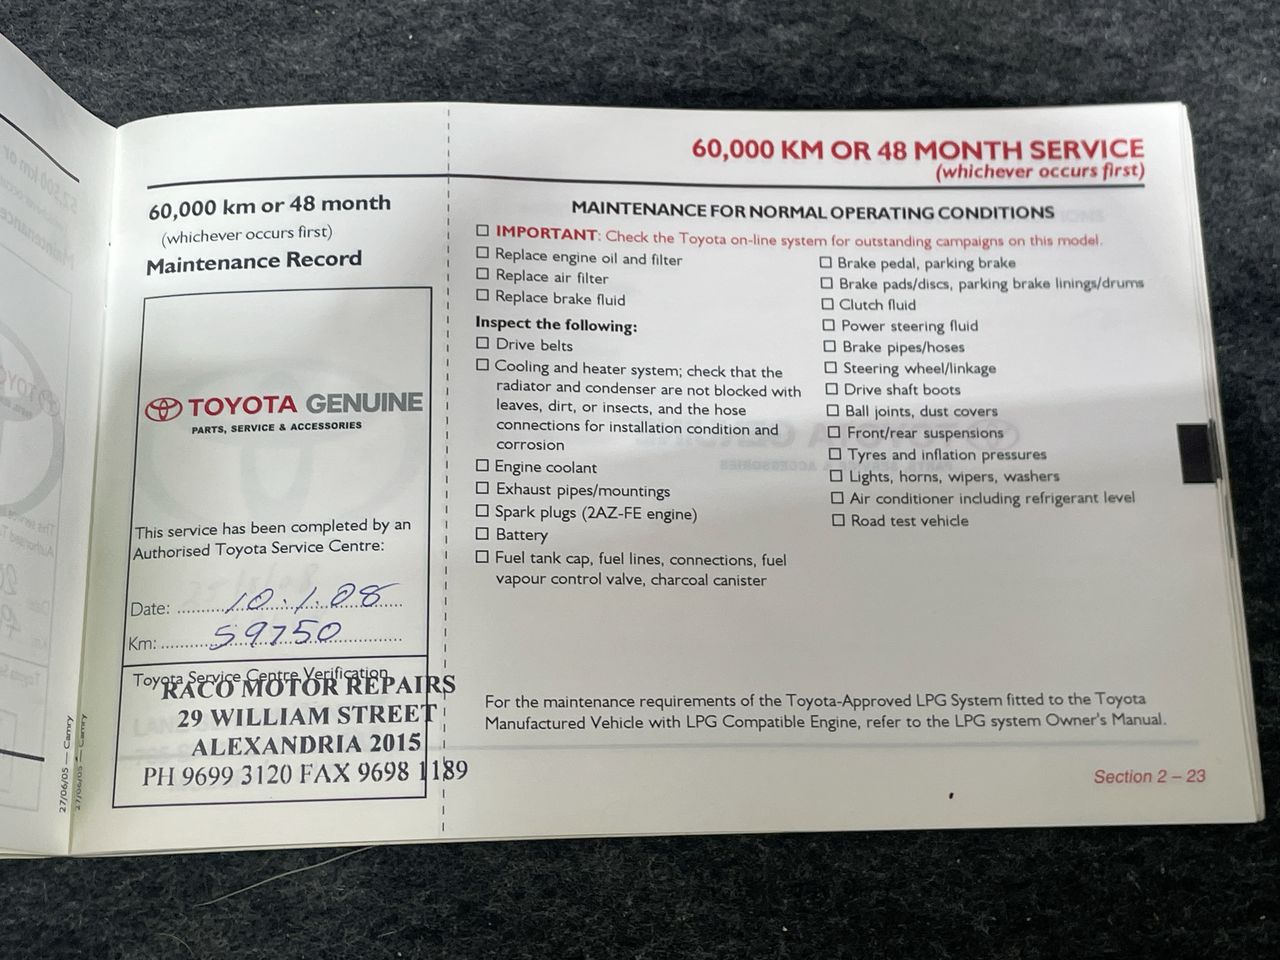 60,000 KM OR 48 MONTH SERVICE
(whichever occurs first)
60,000 km or 48 month
(whichever occurs first)
Maintenance Record
TOYOTA GENUINE
PARTS, SERVICE & ACCESSORIES
This service has been completed by an
Authorised Toyota Service Centre:
Date: 10.1.08
Km: 59750
Toyota Service Centre Verification
RACO MOTOR REPAIRS
29 WILLIAM STREET
ALEXANDRIA 2015
PH 9699 3120 FAX 9698 1189
27/06/05 — Camry
27/06/05 — Camry
MAINTENANCE FOR NORMAL OPERATING CONDITIONS
IMPORTANT: Check the Toyota on-line system for outstanding campaigns on this model.
Replace engine oil and filter
Replace air filter
Replace brake fluid
Inspect the following:
Drive belts
Cooling and heater system; check that the
radiator and condenser are not blocked with
leaves, dirt, or insects, and the hose
connections for installation condition and
corrosion
Engine coolant
Exhaust pipes/mountings
Spark plugs (2AZ-FE engine)
Battery
Fuel tank cap, fuel lines, connections, fuel
vapour control valve, charcoal canister
Brake pedal, parking brake
Brake pads/discs, parking brake linings/drums
Clutch fluid
Power steering fluid
Brake pipes/hoses
Steering wheel/linkage
Drive shaft boots
Ball joints, dust covers
Front/rear suspensions
Tyres and inflation pressures
Lights, horns, wipers, washers
Air conditioner including refrigerant level
Road test vehicle
For the maintenance requirements of the Toyota-Approved LPG System fitted to the Toyota
Manufactured Vehicle with LPG Compatible Engine, refer to the LPG system Owner's Manual.
Section 2 – 23